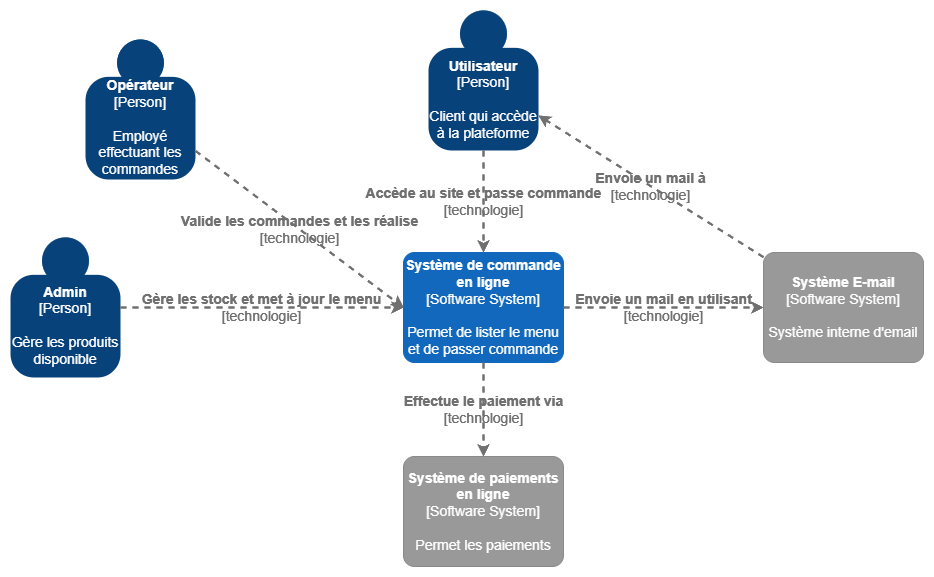 Utilisateur
[Person]
Client qui accède
à la plateforme
Opérateur
[Person]
Employé
effectuant les
commandes
Envoie un mail à
[technologie]
Accède au site et passe commande
[technologie]
Valide les commandes et les réalise
[technologie]
Admin
[Person]
Gère les produits
disponible
Gère les stock et met à jour le menu
[technologie]
Système de commande
en ligne
[Software System]
Permet de lister le menu
et de passer commande
Envoie un mail en utilisant
[technologie]
Système E-mail
[Software System]
Système interne d'email
Effectue le paiement via
[technologie]
Système de paiements
en ligne
[Software System]
Permet les paiements